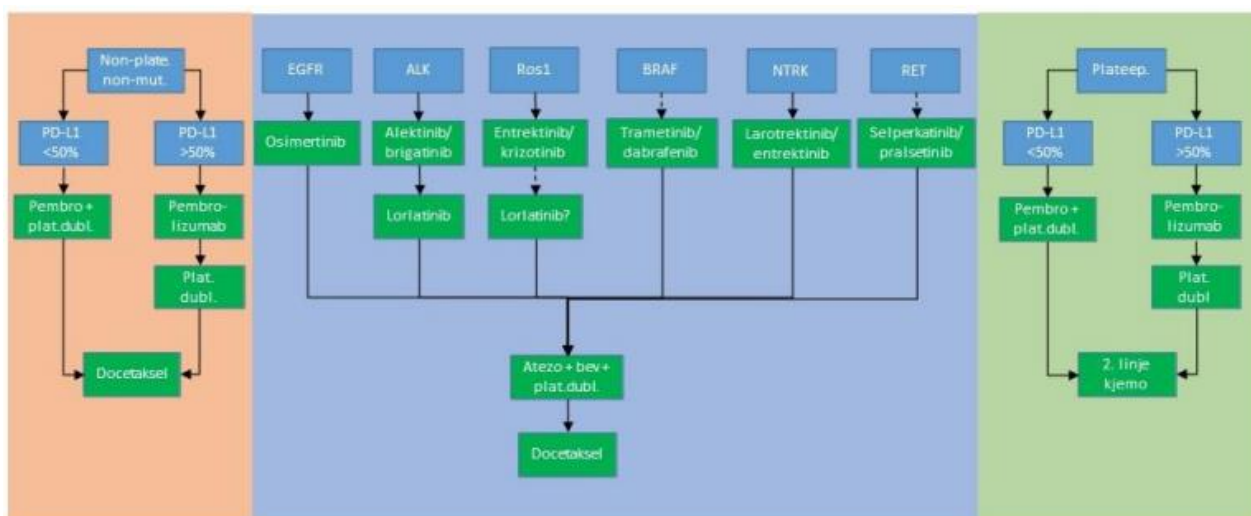 Non-plate.
non-mut.
PD-L1
<50%
PD-L1
>50%
Pembro +
plat.dubl.
Pembro-
lizumab
Plat.
dubl.
Docetaksel
EGFR
ALK
Ros1
BRAF
NTRK
RET
Osimertinib
Alektinib/
brigatinib
Entrektinib/
krizotinib
Trametinib/
dabrafenib
Larotrektinib/
entrektinib
Selperkatinib/
pralsetinib
Lorlatinib
Lorlatinib?
Atezo + bev +
plat.dubl.
Docetaksel
Plateep.
PD-L1
<50%
PD-L1
>50%
Pembro +
plat.dubl.
Pembro-
lizumab
Plat.
dubl
2. linje
kjemo